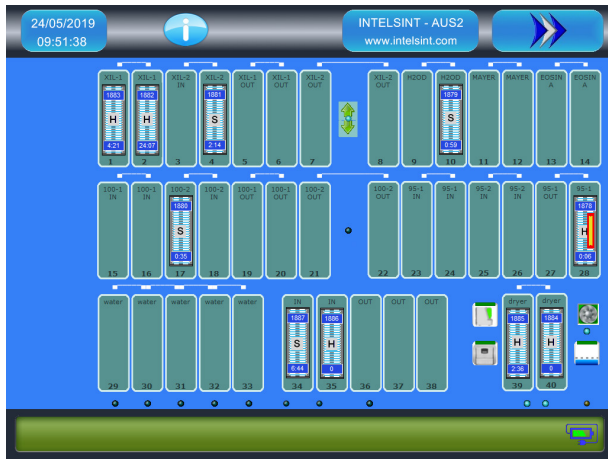 24/05/2019
09:51:38
i
INTELSINT - AUS2
www.intelsint.com
XIL-1 XIL-1 XIL-2 IN XIL-2 XIL-1 OUT XIL-1 OUT XIL-2 OUT XIL-2 OUT H2OD H2OD MAYER MAYER EOSIN A EOSIN A
1883 1882 1881 1879
H H S S
4:21 24:07 2:14 0:59
1 2 3 4 5 6 7 8 9 10 11 12 13 14
100-1 IN 100-1 IN 100-2 100-2 IN 100-1 OUT 100-1 OUT 100-2 OUT 100-2 OUT 95-1 IN 95-1 IN 95-2 IN 95-2 IN 95-1 OUT 95-1
1880 1878
S H
0:35 0:06
15 16 17 18 19 20 21 22 23 24 25 26 27 28
water water water water water IN IN OUT OUT OUT dryer dryer
1887 1886 1885 1884
S H H H
6:44 0 2:36 0
29 30 31 32 33 34 35 36 37 38 39 40